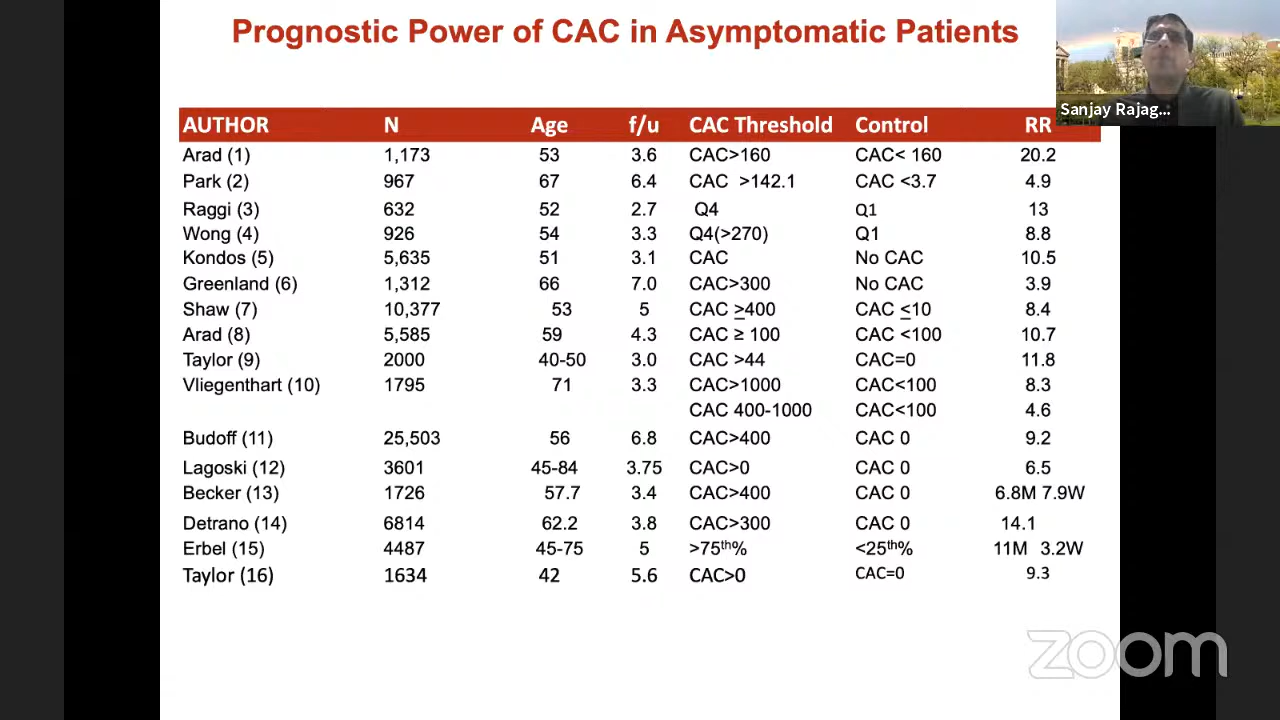 Prognostic Power of CAC in Asymptomatic Patients
Sanjay Rajag...
AUTHOR N Age f/u CAC Threshold Control RR
Arad (1) 1,173 53 3.6 CAC>160 CAC< 160 20.2
Park (2) 967 67 6.4 CAC >142.1 CAC <3.7 4.9
Raggi (3) 632 52 2.7 Q4 Q1 13
Wong (4) 926 54 3.3 Q4(>270) Q1 8.8
Kondos (5) 5,635 51 3.1 CAC No CAC 10.5
Greenland (6) 1,312 66 7.0 CAC>300 No CAC 3.9
Shaw (7) 10,377 53 5 CAC ≥400 CAC ≤10 8.4
Arad (8) 5,585 59 4.3 CAC ≥ 100 CAC <100 10.7
Taylor (9) 2000 40-50 3.0 CAC >44 CAC=0 11.8
Vliegenthart (10) 1795 71 3.3 CAC>1000 CAC<100 8.3
CAC 400-1000 CAC<100 4.6
Budoff (11) 25,503 56 6.8 CAC>400 CAC 0 9.2
Lagoski (12) 3601 45-84 3.75 CAC>0 CAC 0 6.5
Becker (13) 1726 57.7 3.4 CAC>400 CAC 0 6.8M 7.9W
Detrano (14) 6814 62.2 3.8 CAC>300 CAC 0 14.1
Erbel (15) 4487 45-75 5 >75th% <25th% 11M 3.2W
Taylor (16) 1634 42 5.6 CAC>0 CAC=0 9.3
zoom